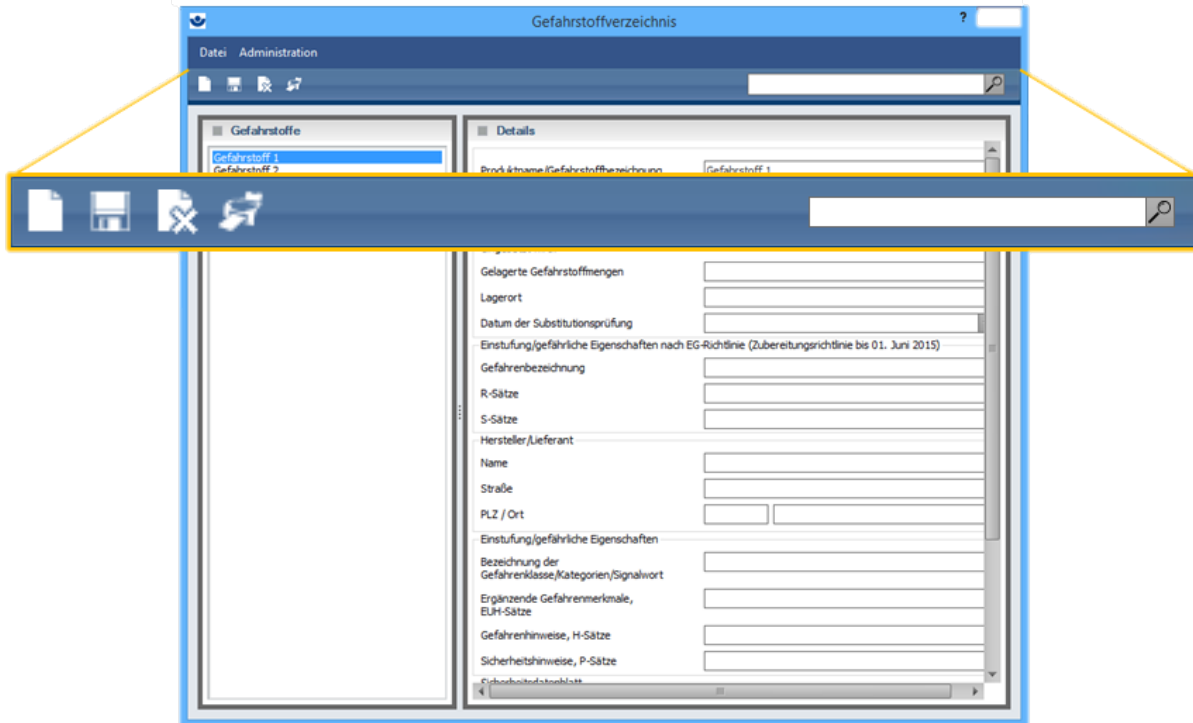 Gefahrstoffverzeichnis
?
Datei Administration
Gefahrstoffe
Gefahrstoff 1
Gefahrstoff 2
Details
Produktname/Gefahrstoffbezeichnung
Gefahrstoff 1
Gelagerte Gefahrstoffmengen
Lagerort
Datum der Substitutionsprüfung
Einstufung/gefährliche Eigenschaften nach EG-Richtlinie (Zubereitungsrichtlinie bis 01. Juni 2015)
Gefahrenbezeichnung
R-Sätze
S-Sätze
Hersteller/Lieferant
Name
Straße
PLZ / Ort
Einstufung/gefährliche Eigenschaften
Bezeichnung der
Gefahrenklasse/Kategorien/Signalwort
Ergänzende Gefahrenmerkmale,
EUH-Sätze
Gefahrenhinweise, H-Sätze
Sicherheitshinweise, P-Sätze
Sicherheitsdatenblatt